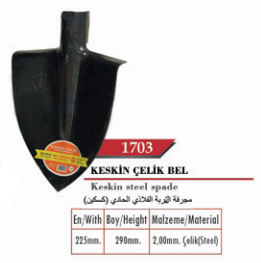 1703
KESKİN ÇELİK BEL
Keskin steel spade
مجرفة التربة الفلاذي الحادي (كسكين)
En/With Boy/Height Malzeme/Material
225mm. 290mm. 2,00mm. Çelik(Steel)